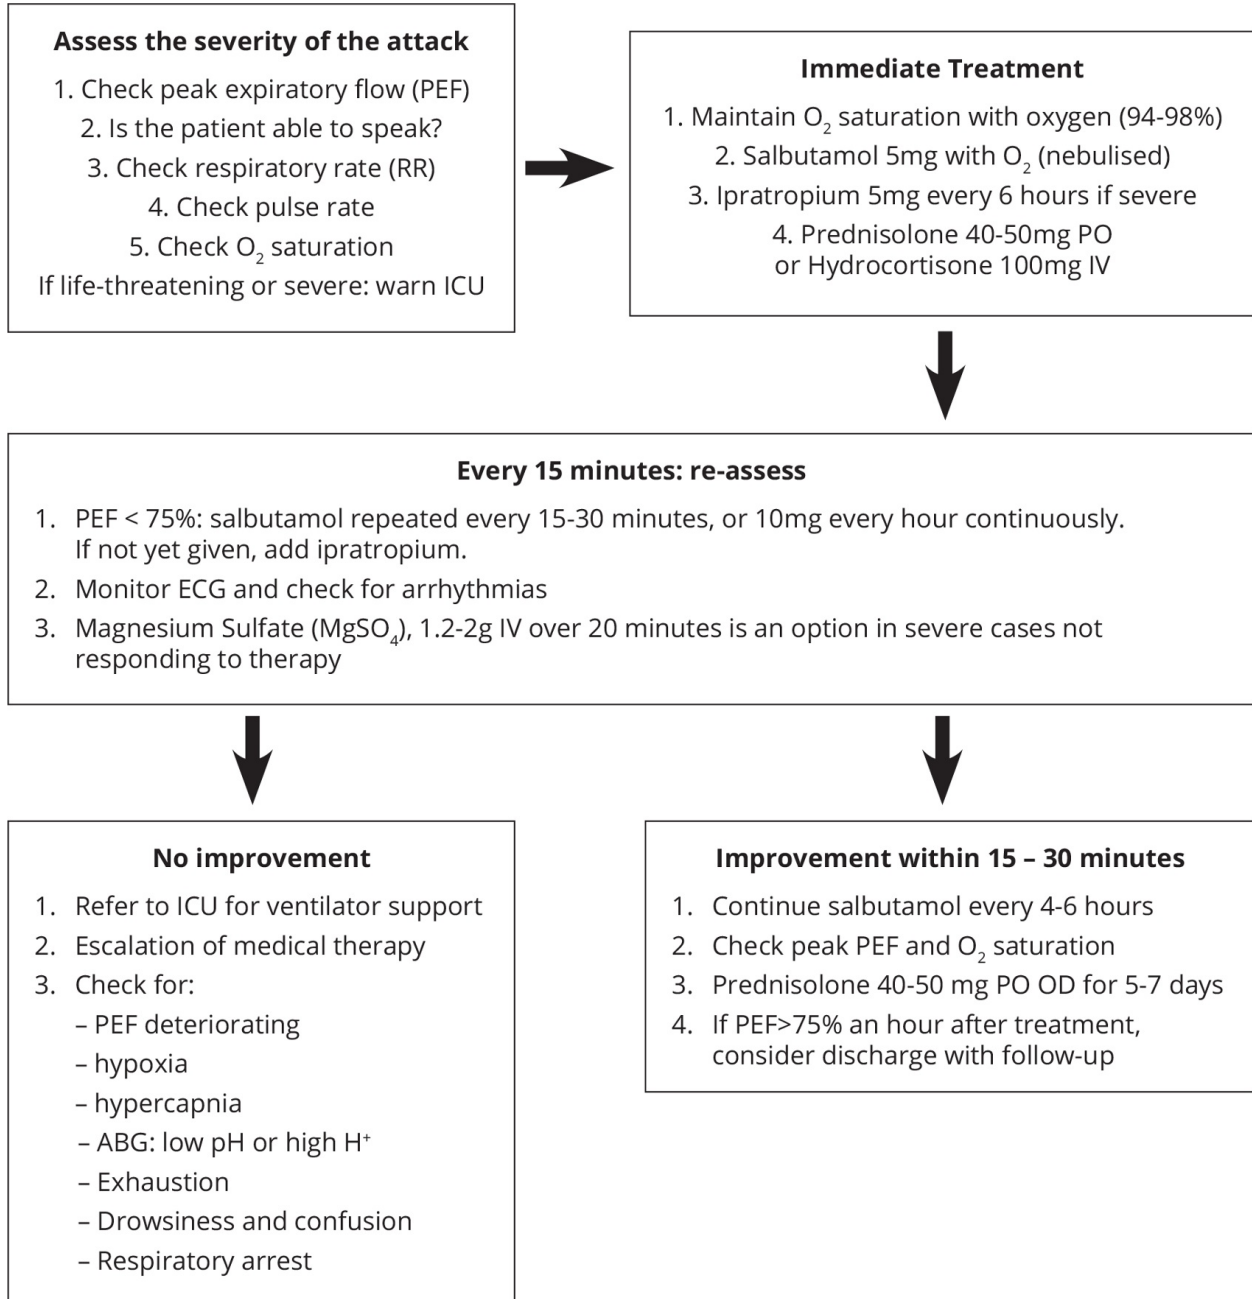 Assess the severity of the attack
1. Check peak expiratory flow (PEF)
2. Is the patient able to speak?
3. Check respiratory rate (RR)
4. Check pulse rate
5. Check O₂ saturation
If life-threatening or severe: warn ICU
Immediate Treatment
1. Maintain O₂ saturation with oxygen (94-98%)
2. Salbutamol 5mg with O₂ (nebulised)
3. Ipratropium 5mg every 6 hours if severe
4. Prednisolone 40-50mg PO
or Hydrocortisone 100mg IV
Every 15 minutes: re-assess
1. PEF < 75%: salbutamol repeated every 15-30 minutes, or 10mg every hour continuously.
If not yet given, add ipratropium.
2. Monitor ECG and check for arrhythmias
3. Magnesium Sulfate (MgSO₄), 1.2-2g IV over 20 minutes is an option in severe cases not
responding to therapy
No improvement
1. Refer to ICU for ventilator support
2. Escalation of medical therapy
3. Check for:
– PEF deteriorating
– hypoxia
– hypercapnia
– ABG: low pH or high H⁺
– Exhaustion
– Drowsiness and confusion
– Respiratory arrest
Improvement within 15 – 30 minutes
1. Continue salbutamol every 4-6 hours
2. Check peak PEF and O₂ saturation
3. Prednisolone 40-50 mg PO OD for 5-7 days
4. If PEF>75% an hour after treatment,
consider discharge with follow-up